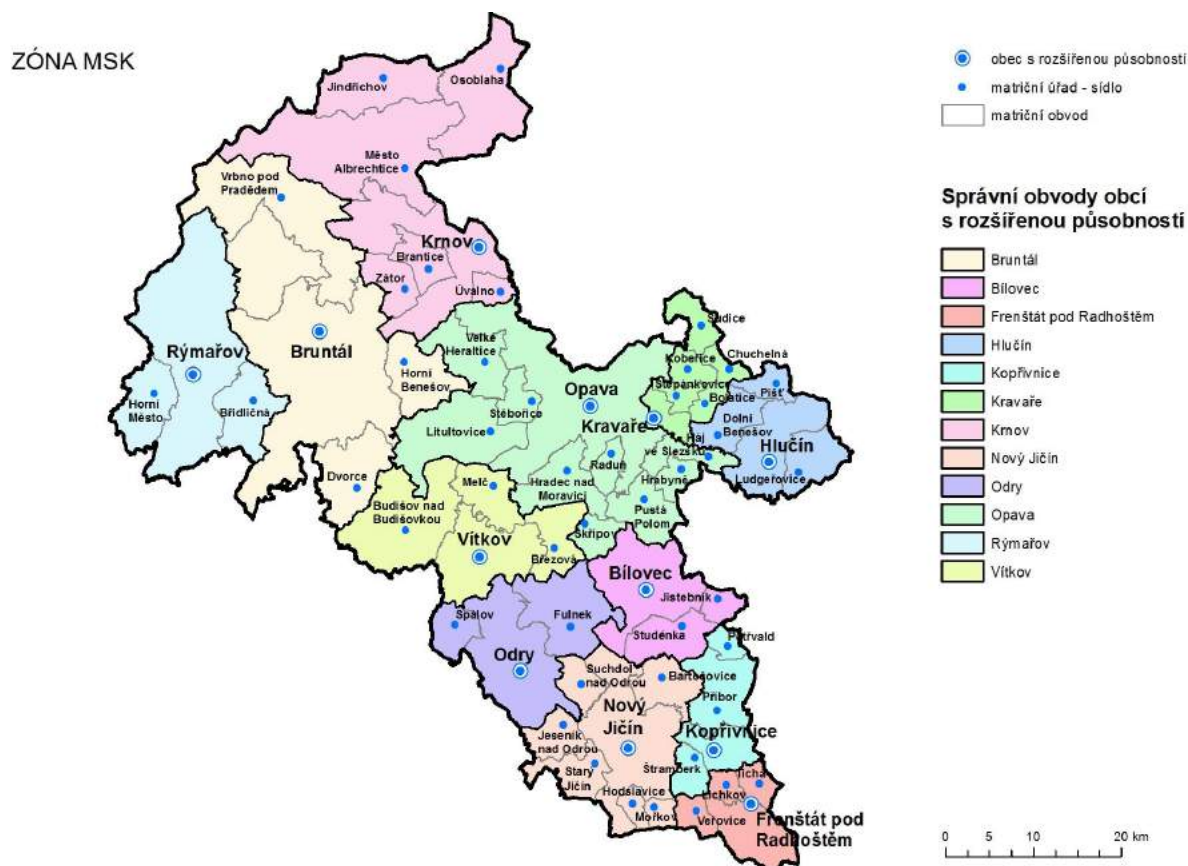 ZÓNA MSK
obec s rozšířenou působností
matriční úřad - sídlo
matriční obvod
Správní obvody obcí
s rozšířenou působností
Bruntál
Bílovec
Frenštát pod Radhoštěm
Hlučín
Kopřivnice
Kravaře
Krnov
Nový Jičín
Odry
Opava
Rýmařov
Vítkov
0 5 10 20 km
Jindřichov
Osoblaha
Město
Albrechtice
Vrbno pod
Pradědem
Krnov
Brantice
Zátor
Úvalno
Rýmařov
Bruntál
Horní
Město
Břidličná
Horní
Benešov
Dvorce
Velké
Heraltice
Stěbořice
Litultovice
Opava
Kravaře
Sudice
Kobeřice
Chuchelná
Štěpánkovice
Bolatice
Píšť
Dolní
Benešov
Hlučín
Ludgeřovice
Háj
ve Slezsku
Raduň
Hrabyně
Hradec nad
Moravicí
Pustá
Polom
Skřipov
Melč
Budišov nad
Budišovkou
Vítkov
Březová
Bílovec
Jistebník
Studénka
Spálov
Fulnek
Odry
Petřvald
Suchdol
nad Odrou
Bartošovice
Příbor
Nový
Jičín
Kopřivnice
Jeseník
nad Odrou
Starý
Jičín
Štramberk
Hodslavice
Mořkov
Tichá
Lichnov
Veřovice
Frenštát pod
Radhoštěm